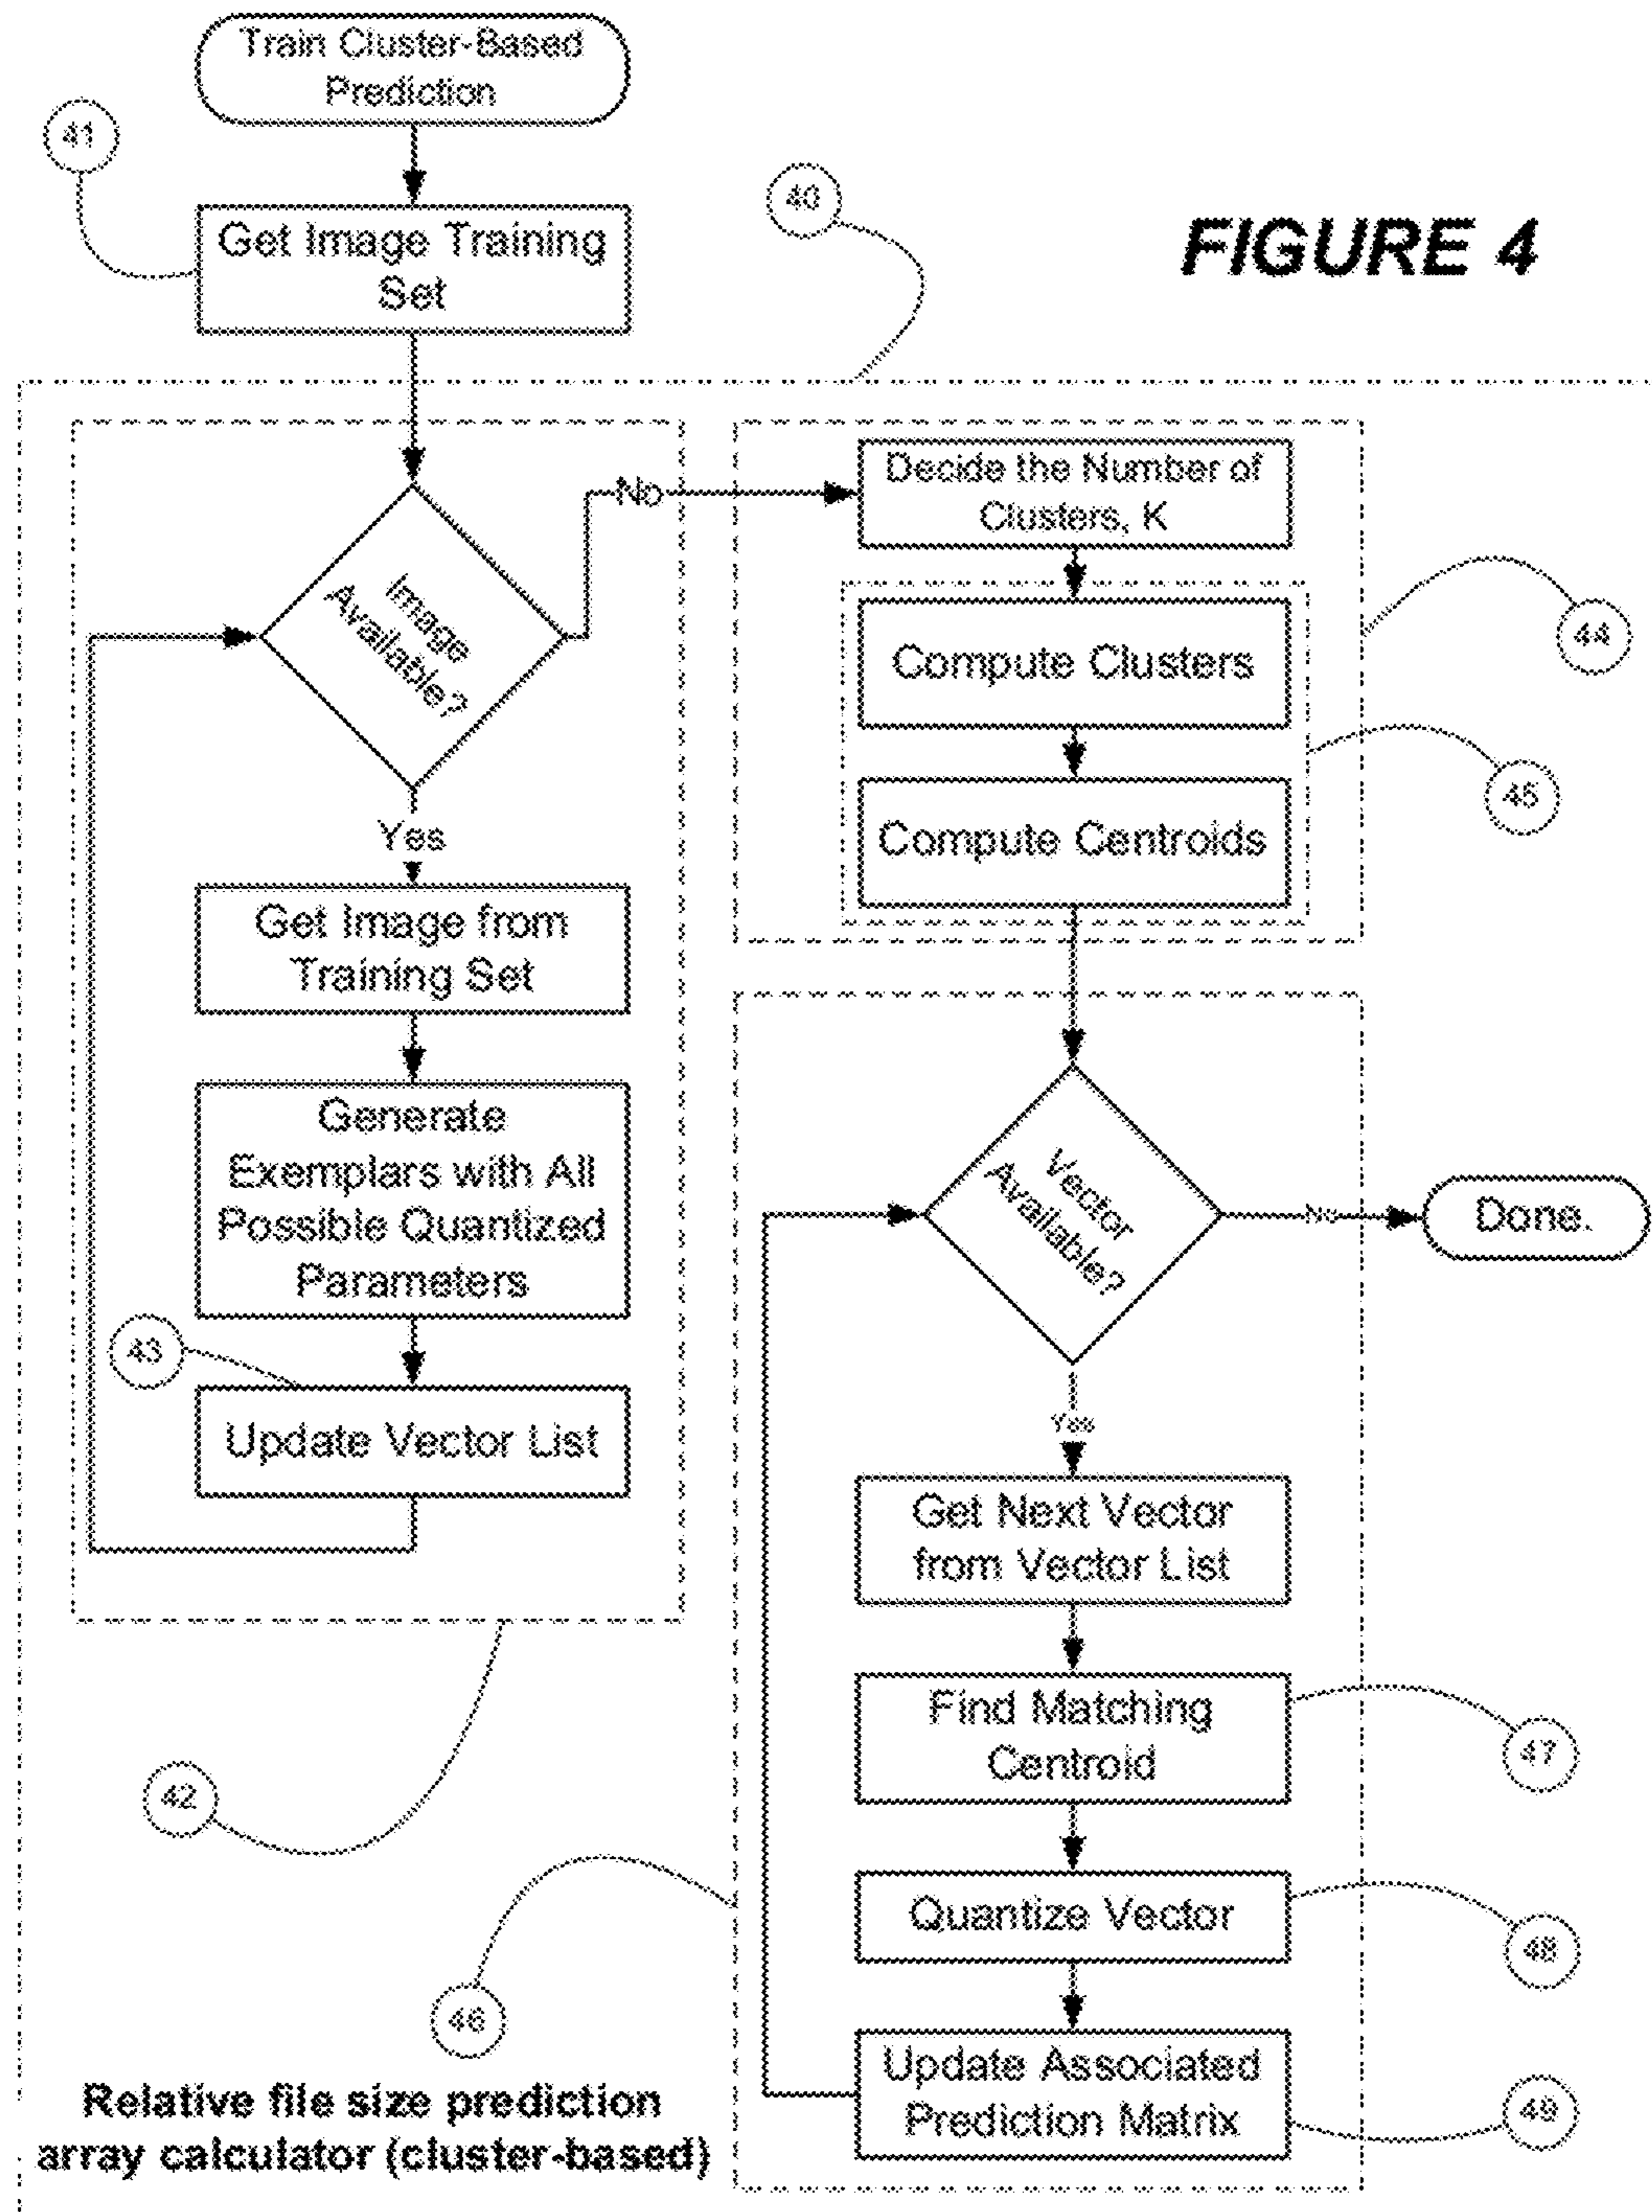 Train Cluster-Based
Prediction
41
40
Get Image Training
Set
FIGURE 4
Image
Available?
No
Yes
Get Image from
Training Set
Generate
Exemplars with All
Possible Quantized
Parameters
43
Update Vector List
42
Decide the Number of
Clusters, K
Compute Clusters
44
Compute Centroids
45
Vector
Available?
No
Done.
Yes
Get Next Vector
from Vector List
Find Matching
Centroid
47
Quantize Vector
48
46
Update Associated
Prediction Matrix
49
Relative file size prediction
array calculator (cluster-based)